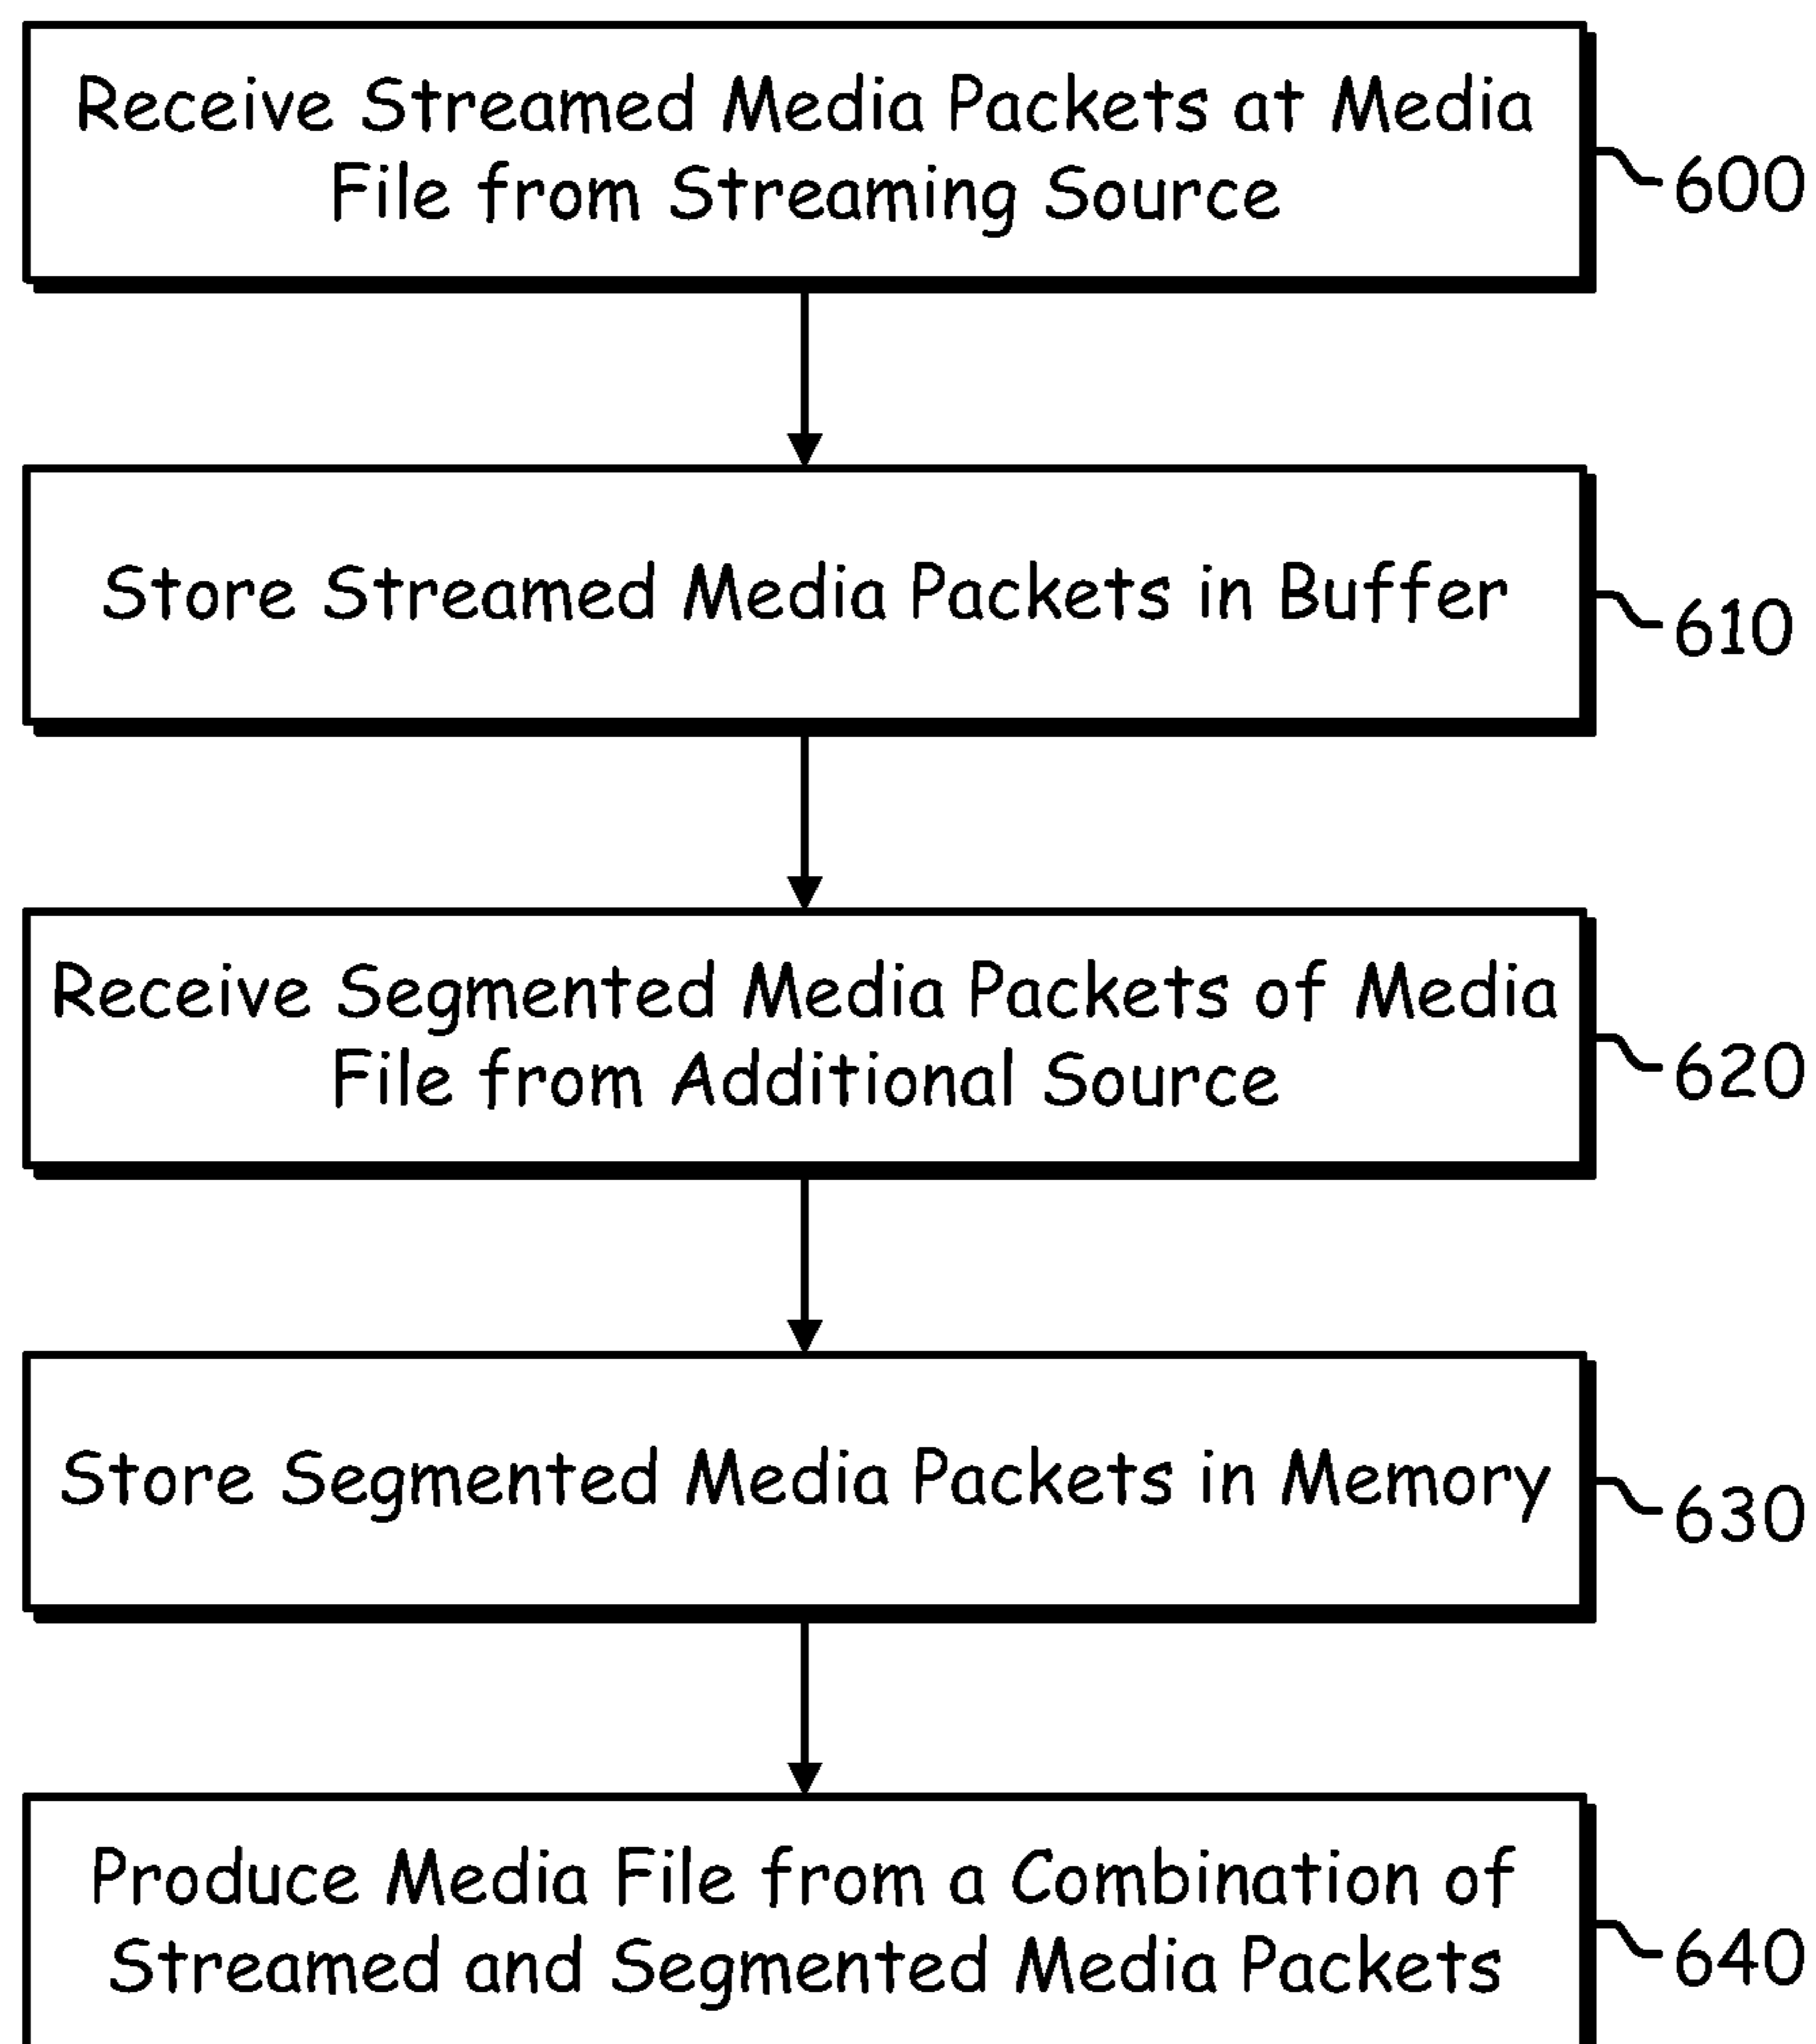 Receive Streamed Media Packets at Media
File from Streaming Source
600
Store Streamed Media Packets in Buffer
610
Receive Segmented Media Packets of Media
File from Additional Source
620
Store Segmented Media Packets in Memory
630
Produce Media File from a Combination of
Streamed and Segmented Media Packets
640